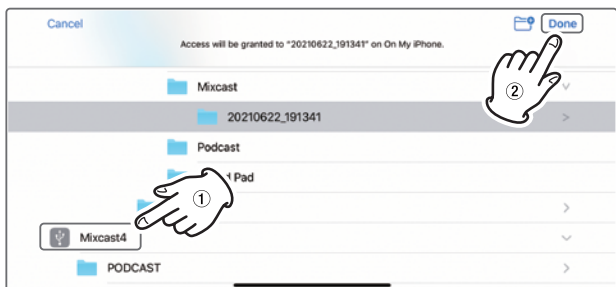 Cancel
Done
Access will be granted to "20210622_191341" on On My iPhone.
Mixcast
②
20210622_191341
Podcast
Pad
①
Mixcast4
PODCAST